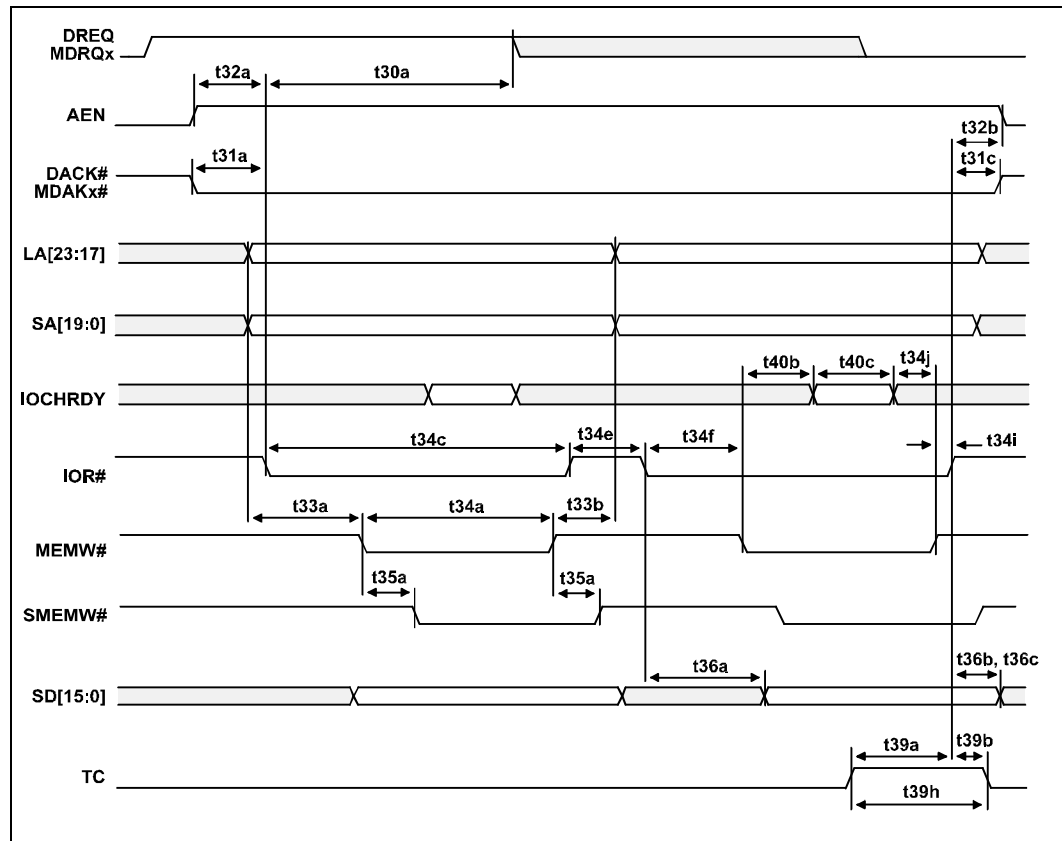 DREQ
MDRQx
t32a
t30a
AEN
t32b
t31a
t31c
DACK#
MDAKx#
LA[23:17]
SA[19:0]
t40b
t40c
t34j
IOCHRDY
t34c
t34e
t34f
t34i
IOR#
t33a
t34a
t33b
MEMW#
t35a
t35a
SMEMW#
t36a
t36b, t36c
SD[15:0]
t39a
t39b
TC
t39h